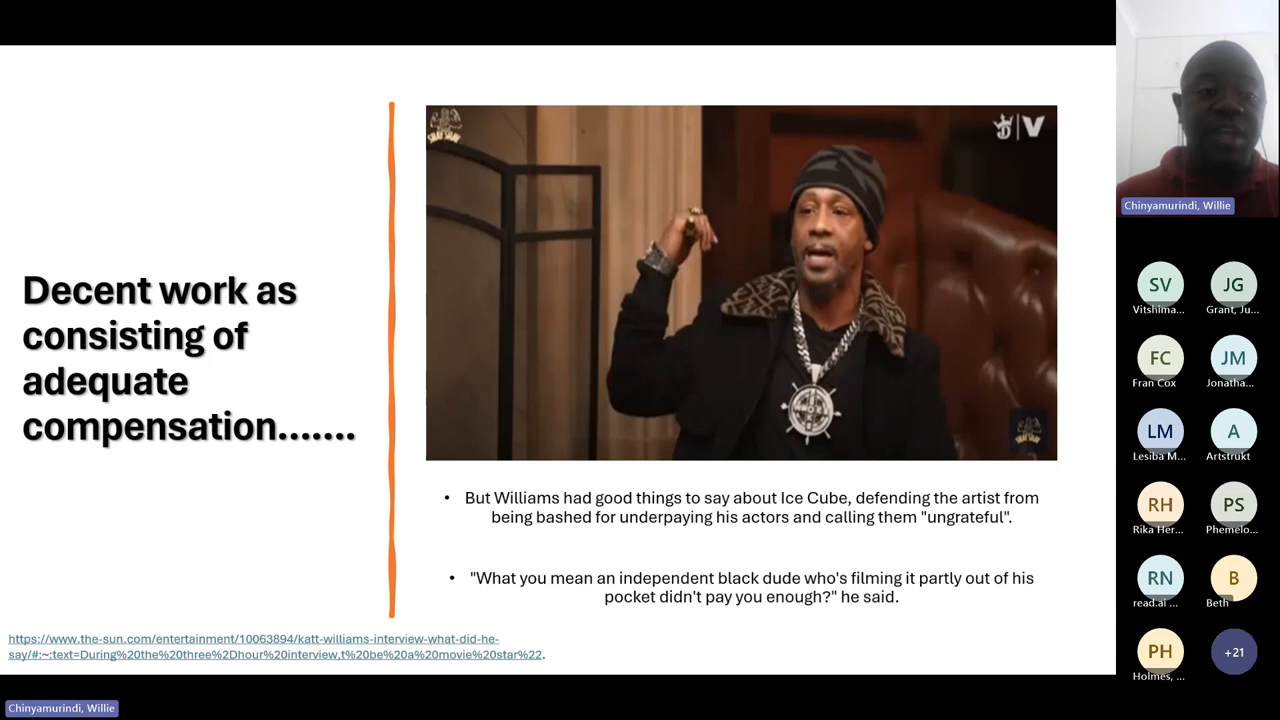 Decent work as
consisting of
adequate
compensation.......
• But Williams had good things to say about Ice Cube, defending the artist from
being bashed for underpaying his actors and calling them "ungrateful".
• "What you mean an independent black dude who's filming it partly out of his
pocket didn't pay you enough?" he said.
https://www.the-sun.com/entertainment/10063894/katt-williams-interview-what-did-he-
say/#:~:text=During%20the%20three%2Dhour%20interview,t%20be%20a%20movie%20star%22.
Chinyamurindi, Willie
Chinyamurindi, Willie
SV
Vitshima...
JG
Grant, Ju...
FC
Fran Cox
JM
Jonatha...
LM
Lesiba M...
A
Artstrukt
RH
Rika Her...
PS
Phemelo...
RN
read.ai ...
B
Beth
PH
Holmes, ...
+21